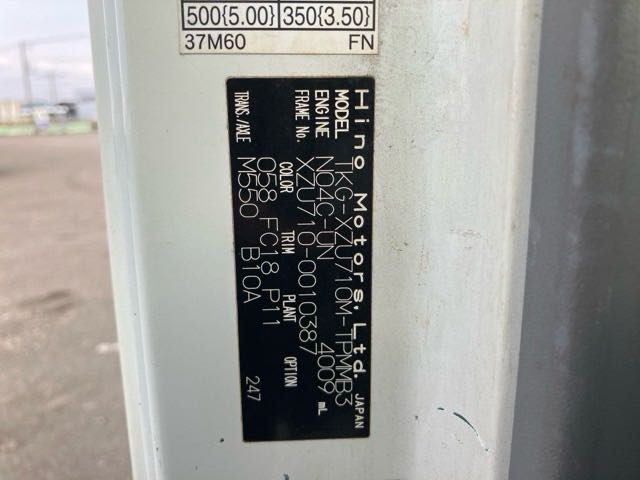 500{5.00} 350{3.50}
37M60 FN
Hino Motors, Ltd. JAPAN
MODEL TKG-XZU710M-TPMMB3
ENGINE N04C-UN 4009 mL
FRAME No. XZU710-0010387
COLOR TRIM PLANT OPTION
058 FC18 P11
TRANS./AXLE M550 B10A 247